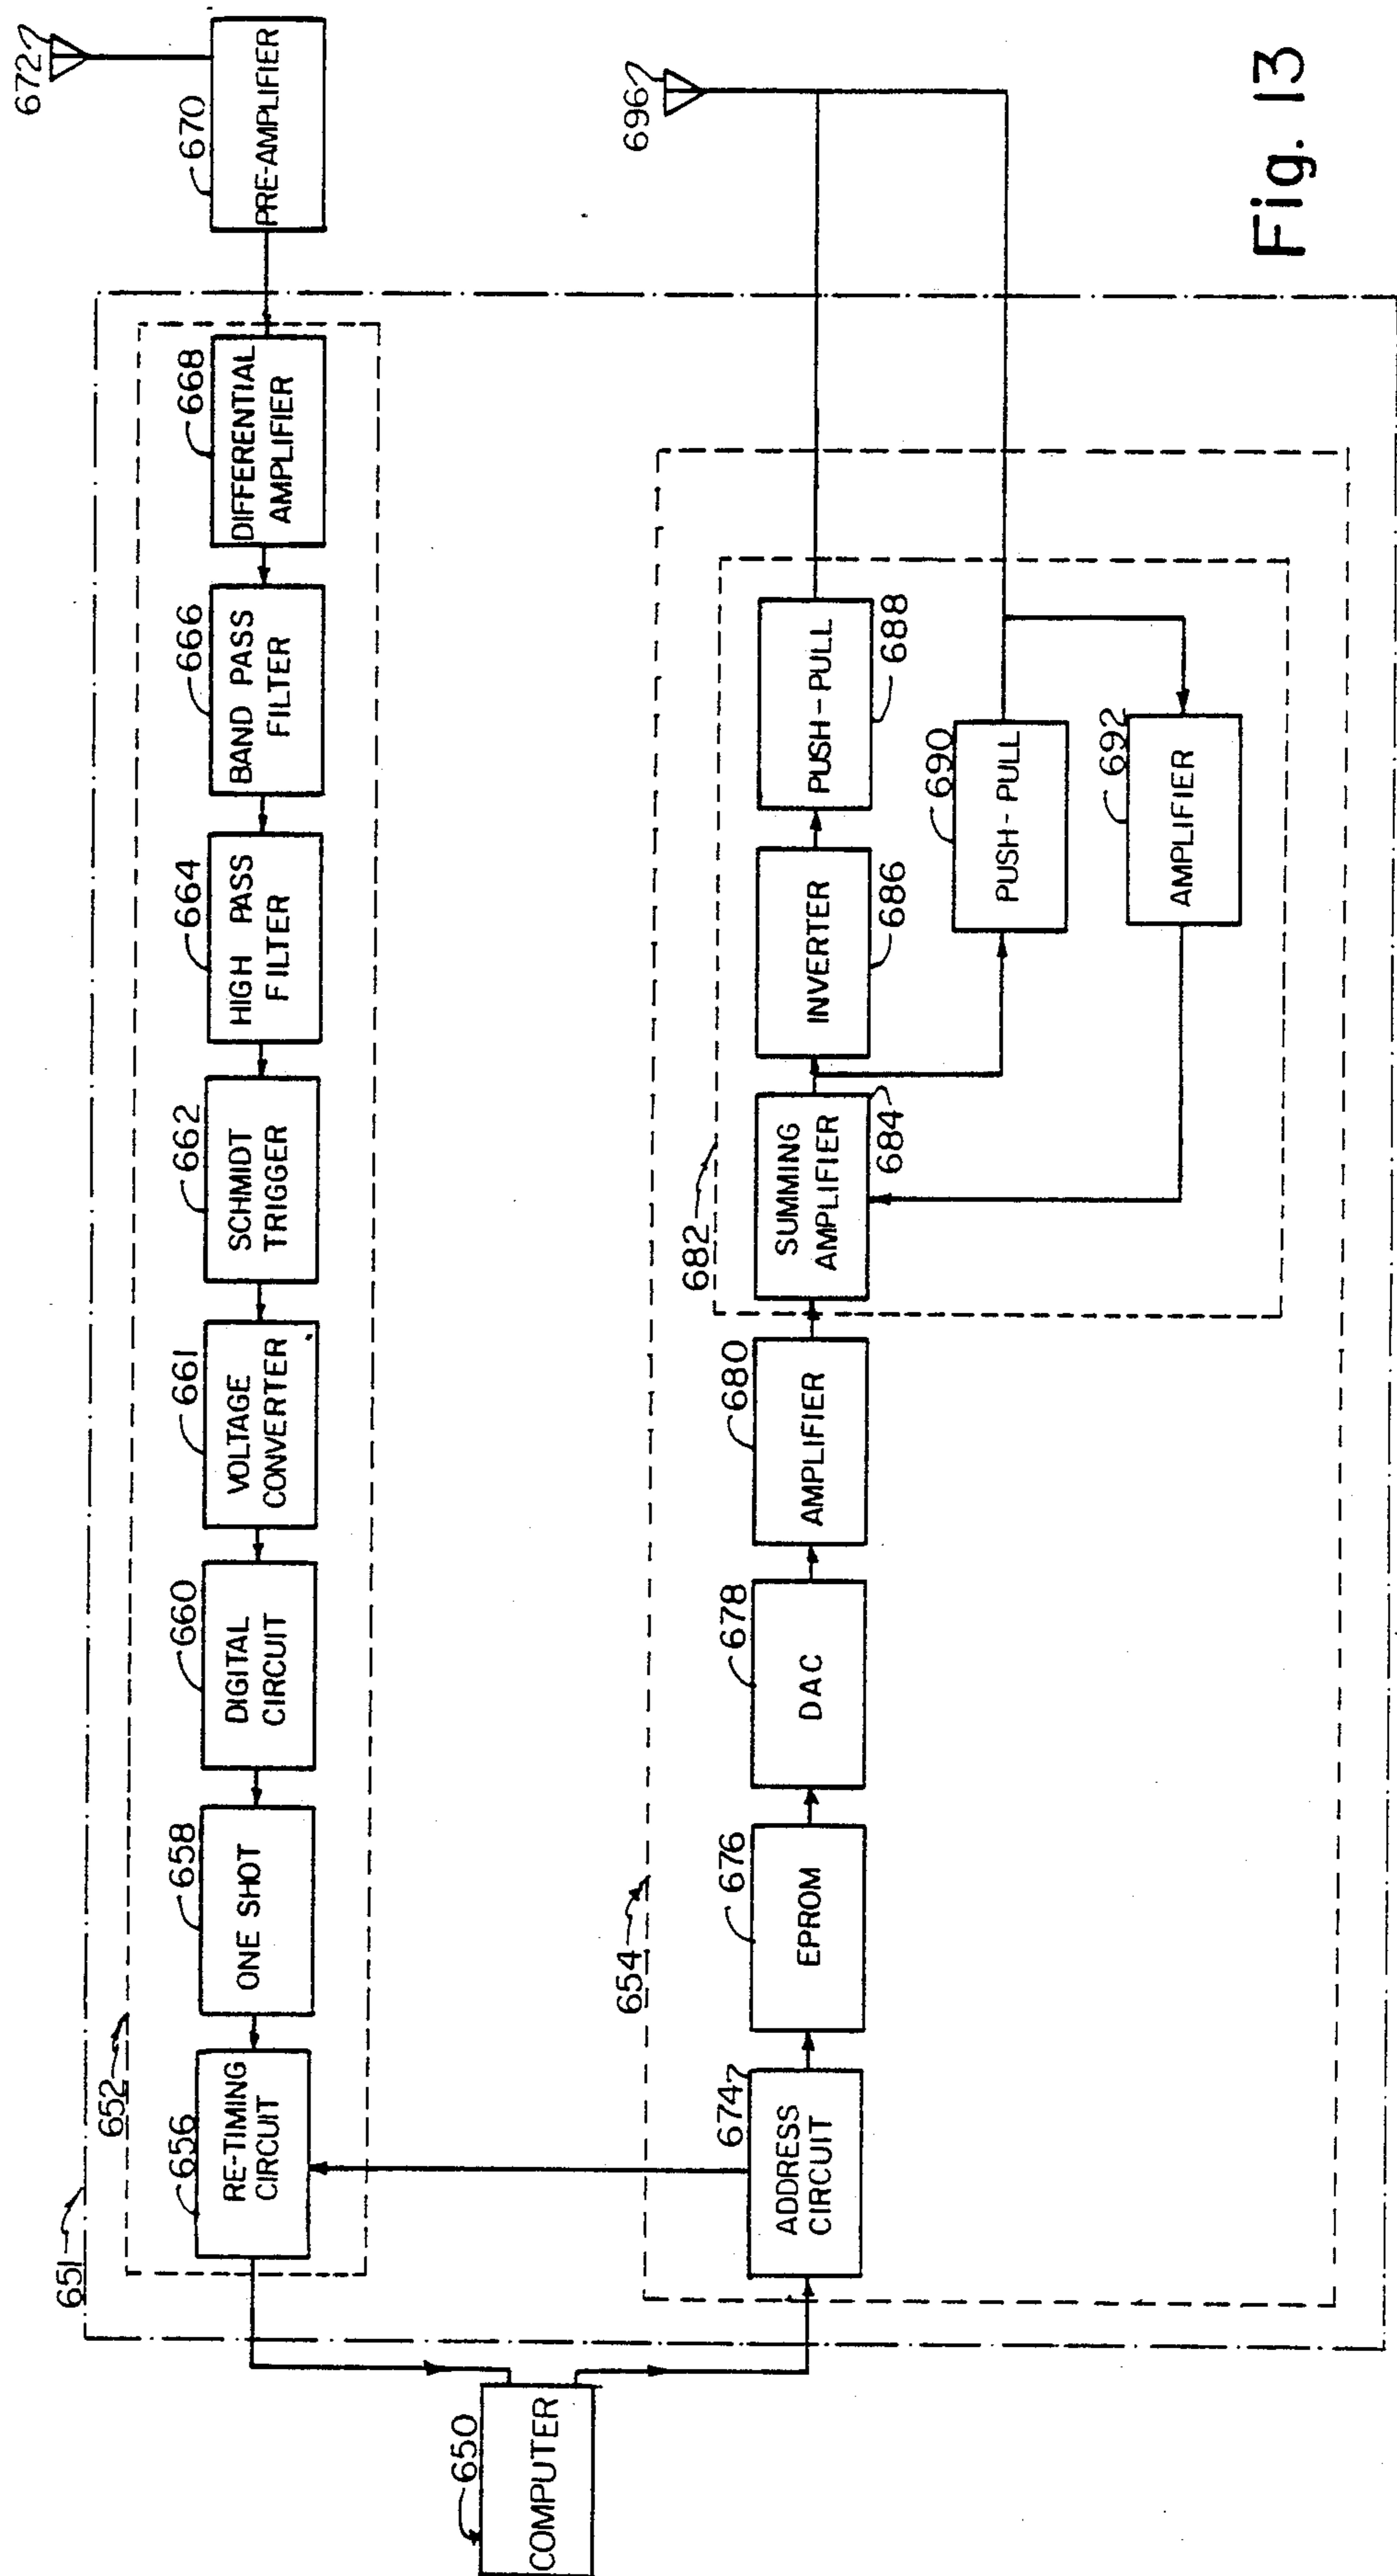 672
670
PRE-AMPLIFIER
668
DIFFERENTIAL
AMPLIFIER
666
BAND PASS
FILTER
664
HIGH PASS
FILTER
662
SCHMIDT
TRIGGER
661
VOLTAGE
CONVERTER
660
DIGITAL
CIRCUIT
658
ONE SHOT
656
RE-TIMING
CIRCUIT
652
651
650
COMPUTER
654
674
ADDRESS
CIRCUIT
676
EPROM
678
DAC
680
AMPLIFIER
682
SUMMING
AMPLIFIER
684
INVERTER
686
PUSH-PULL
688
690
PUSH-PULL
692
AMPLIFIER
696
Fig. 13